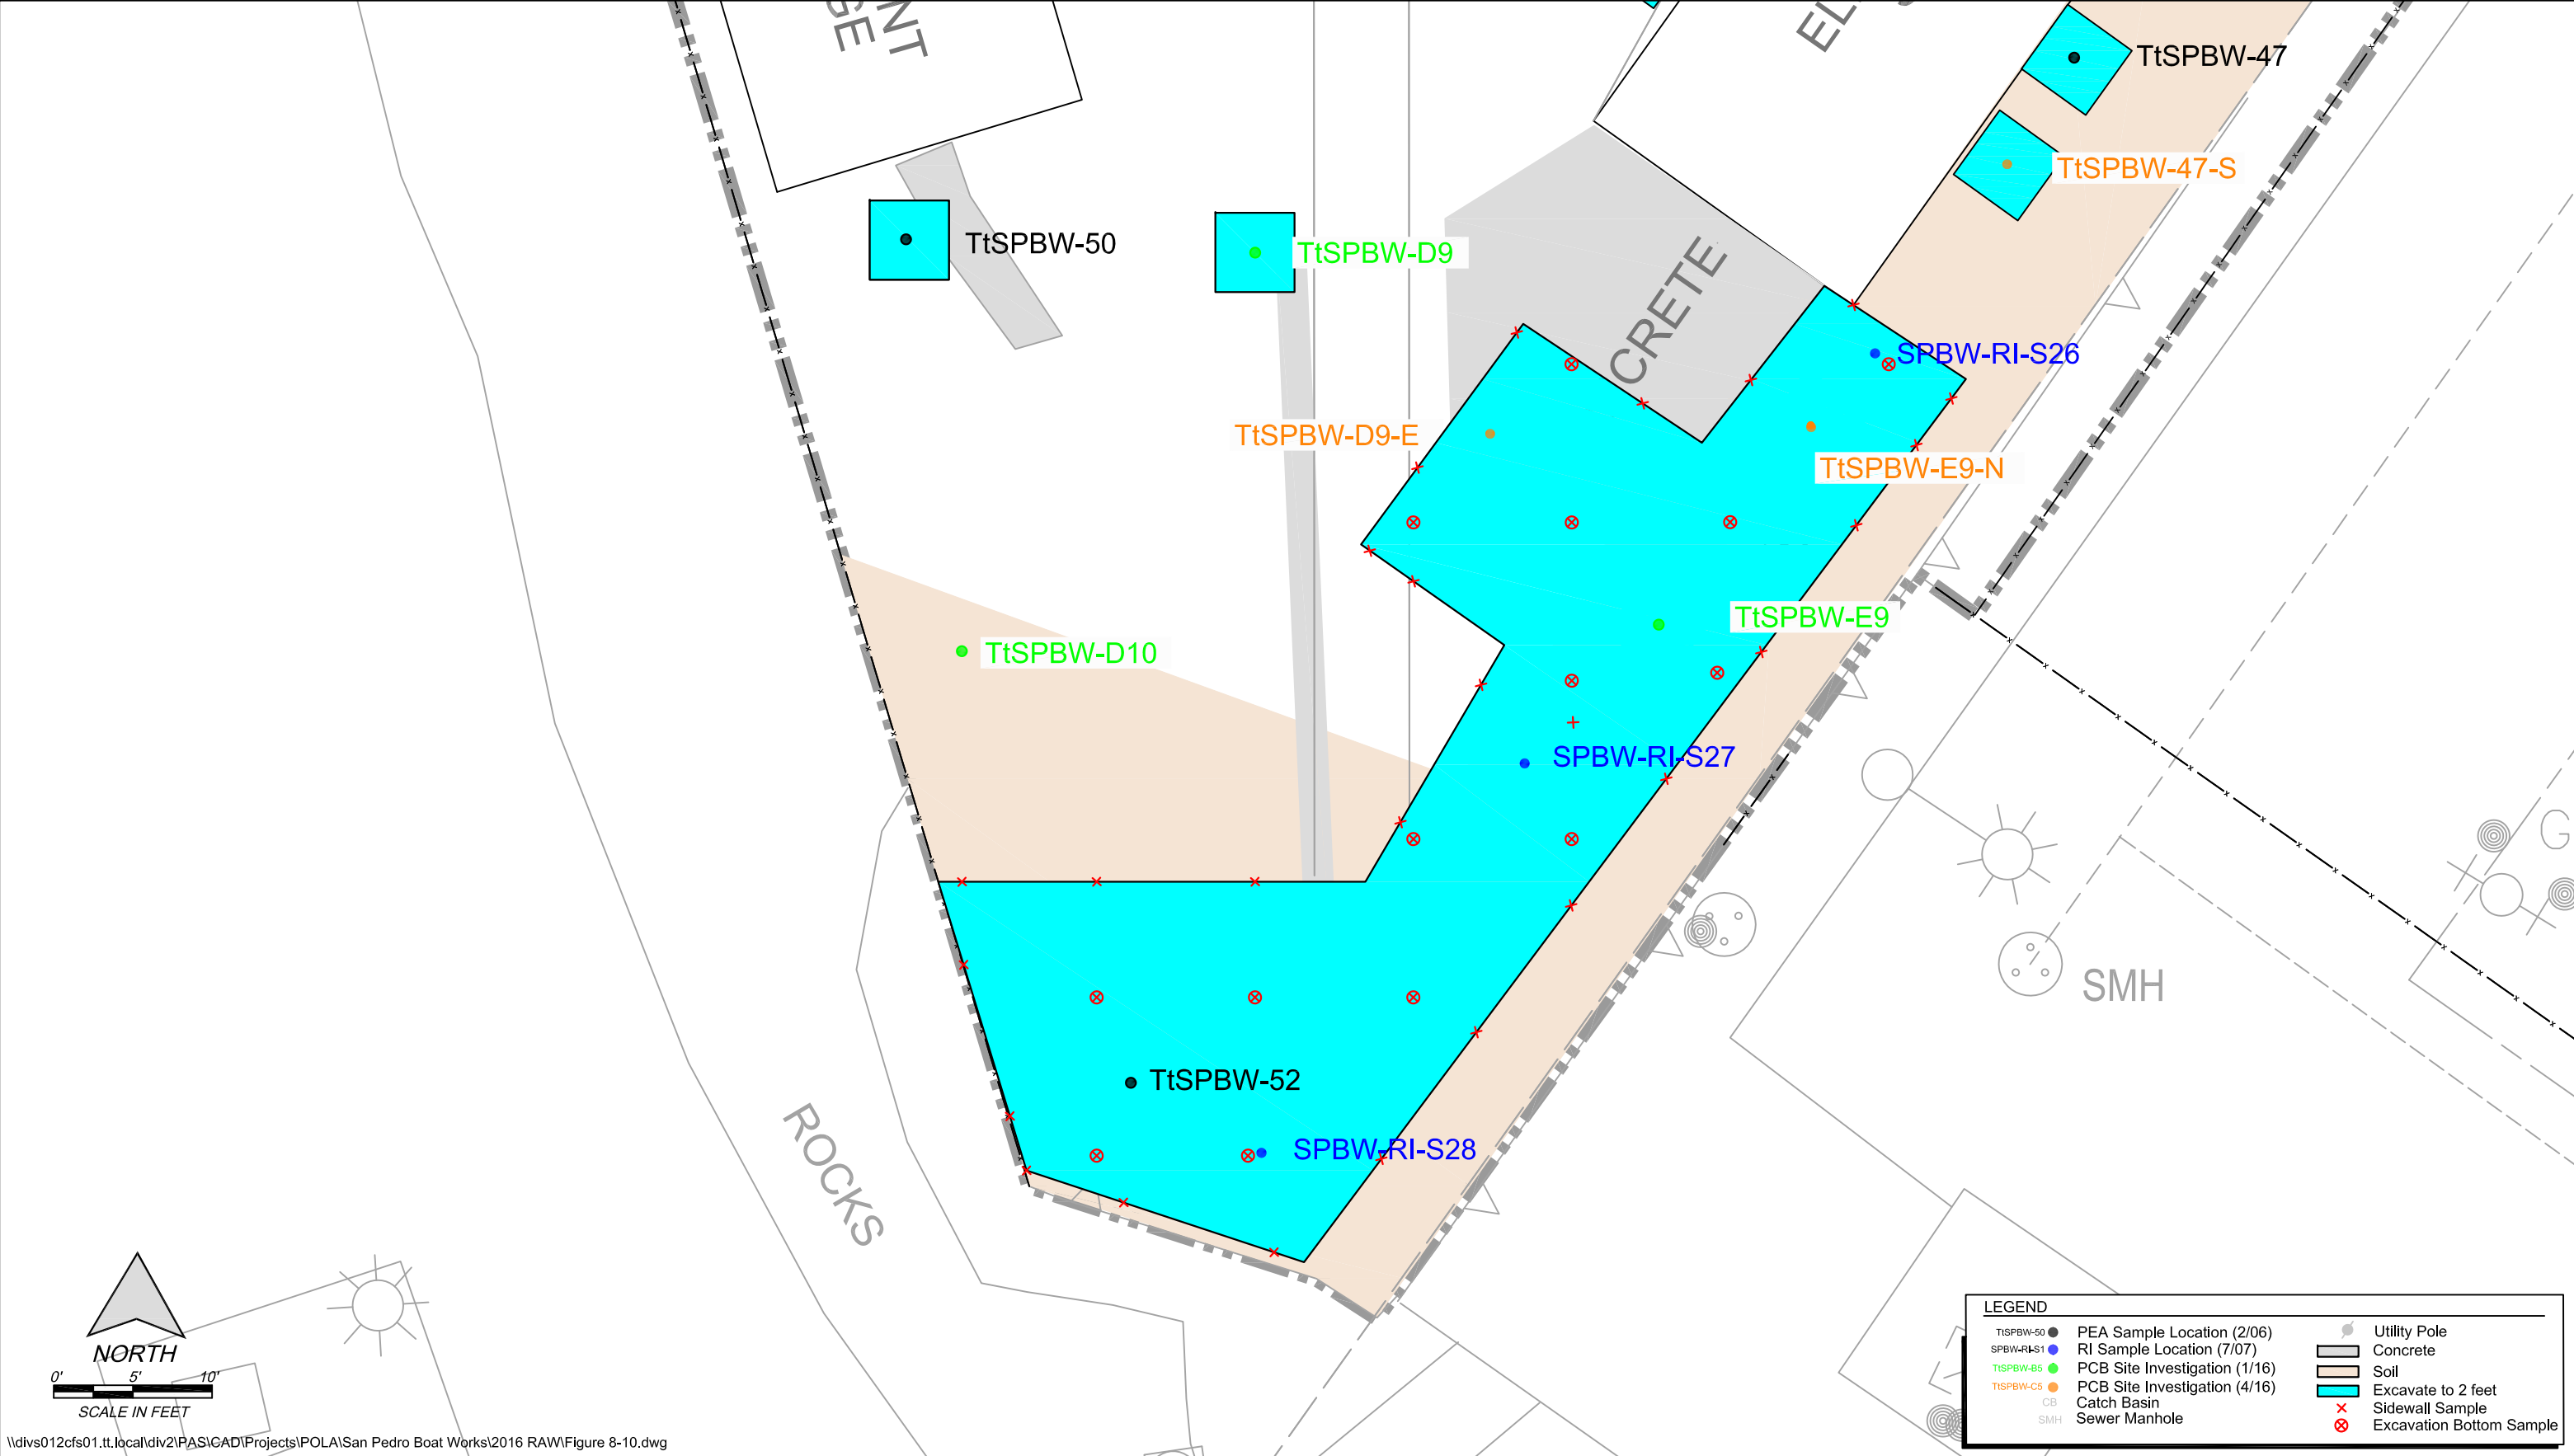 TtSPBW-47
TtSPBW-47-S
TtSPBW-50
TtSPBW-D9
CRETE
SPBW-RI-S26
TtSPBW-D9-E
TtSPBW-E9-N
TtSPBW-E9
TtSPBW-D10
SPBW-RI-S27
G
SMH
TtSPBW-52
SPBW-RI-S28
ROCKS
NORTH
0' 5' 10'
SCALE IN FEET
LEGEND
TtSPBW-50 PEA Sample Location (2/06)
SPBW-RI-S1 RI Sample Location (7/07)
TtSPBW-B5 PCB Site Investigation (1/16)
TtSPBW-C5 PCB Site Investigation (4/16)
CB Catch Basin
SMH Sewer Manhole
Utility Pole
Concrete
Soil
Excavate to 2 feet
Sidewall Sample
Excavation Bottom Sample
\\divs012cfs01.tt.local\div2\PAS\CAD\Projects\POLA\San Pedro Boat Works\2016 RAW\Figure 8-10.dwg